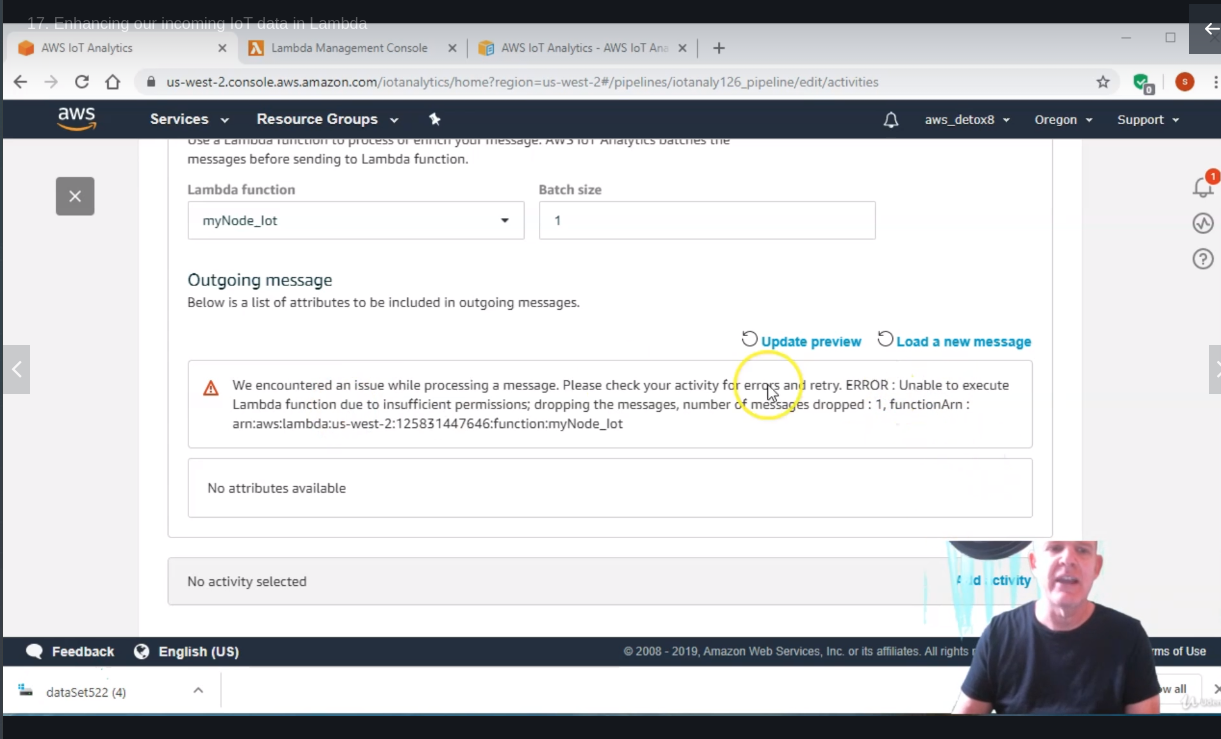 17. Enhancing our incoming IoT data in Lambda
AWS IoT Analytics
Lambda Management Console
AWS IoT Analytics - AWS IoT Ana
us-west-2.console.aws.amazon.com/iotanalytics/home?region=us-west-2#/pipelines/iotanaly126_pipeline/edit/activities
0
s
aws
Services
Resource Groups
aws_detox8
Oregon
Support
Use a Lambda function to process or enrich your message. AWS IoT Analytics batches the
messages before sending to Lambda function.
1
Lambda function
Batch size
myNode_Iot
1
Outgoing message
Below is a list of attributes to be included in outgoing messages.
Update preview
Load a new message
We encountered an issue while processing a message. Please check your activity for errors and retry. ERROR : Unable to execute
Lambda function due to insufficient permissions; dropping the messages, number of messages dropped : 1, functionArn :
arn:aws:lambda:us-west-2:125831447646:function:myNode_Iot
No attributes available
No activity selected
Add activity
Feedback
English (US)
© 2008 - 2019, Amazon Web Services, Inc. or its affiliates. All rights r
ms of Use
dataSet522 (4)
ow all